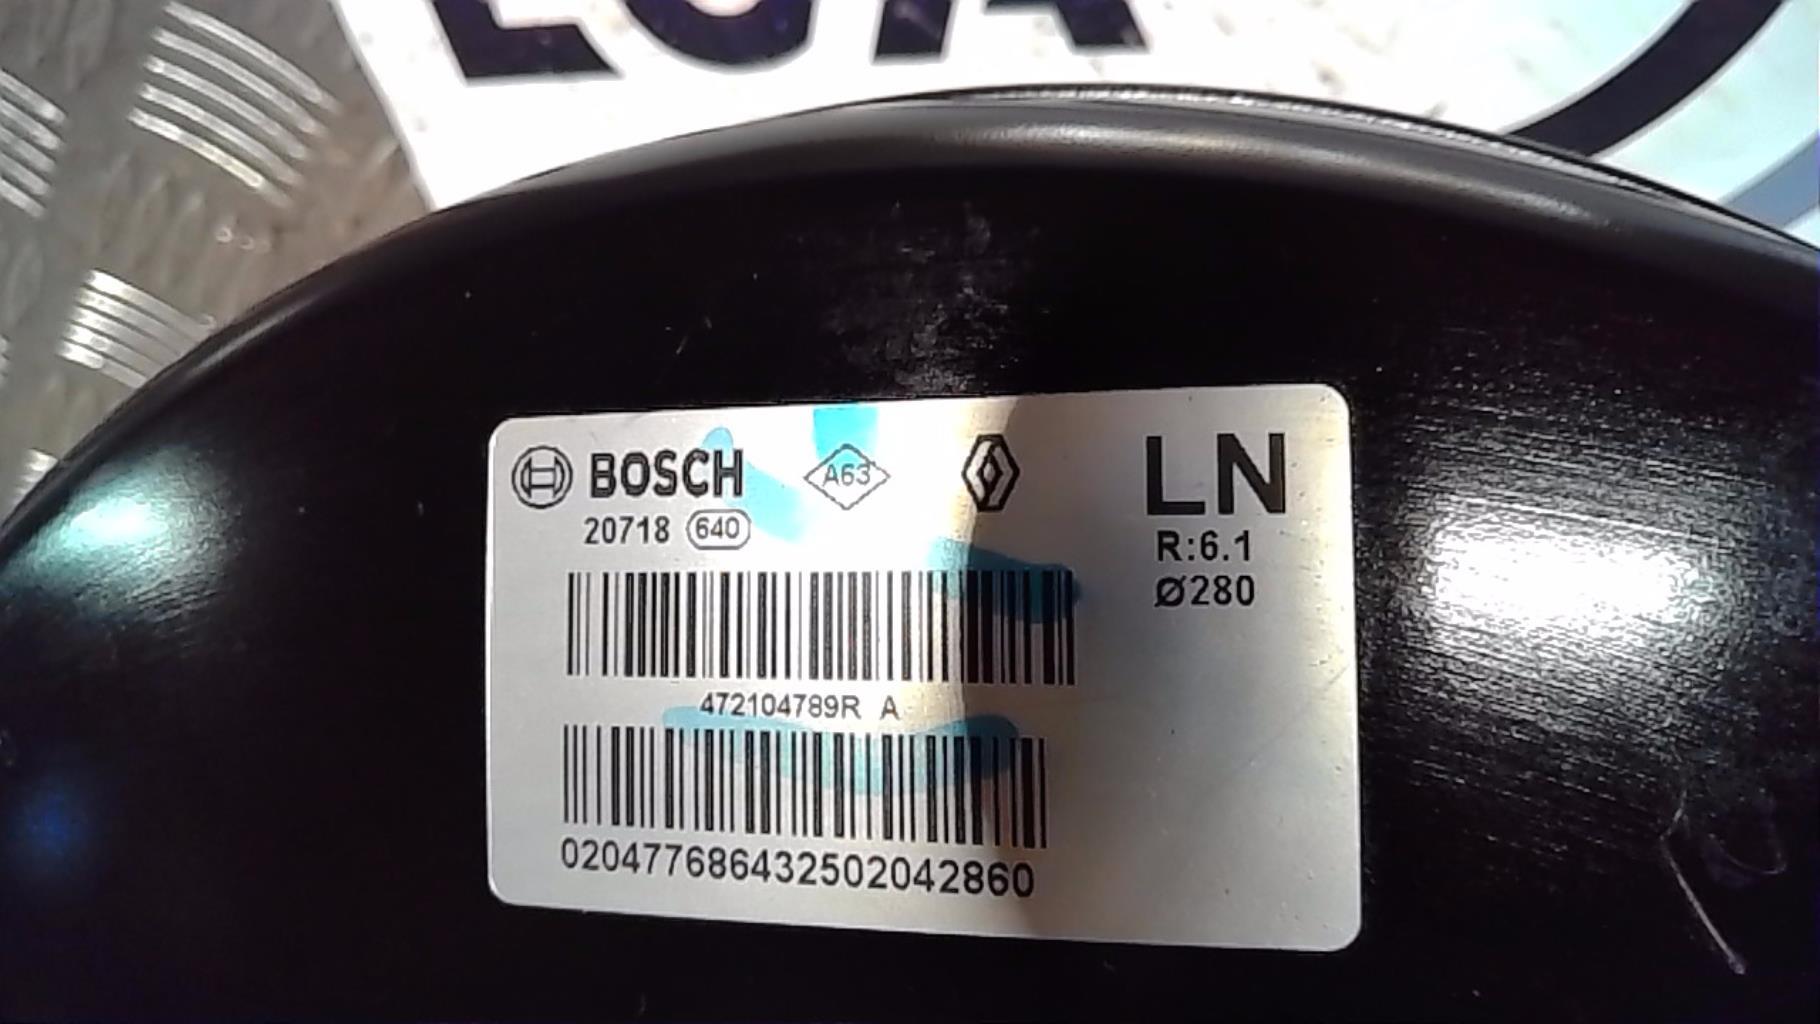 BOSCH A63 LN
20718 640
R:6.1
Ø280
472104789R A
020477686432502042860